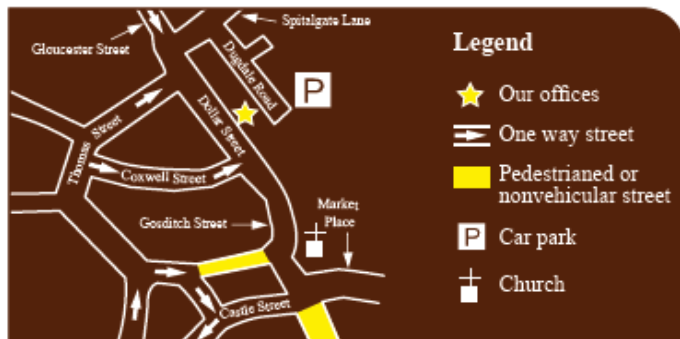 Spitalgate Lane
Gloucester Street
Dugdale Road
P
Dollar Street
Thomas Street
Coxwell Street
Gosditch Street
Market
Place
Castle Street
Legend
Our offices
One way street
Pedestrianed or
nonvehicular street
P
Car park
Church